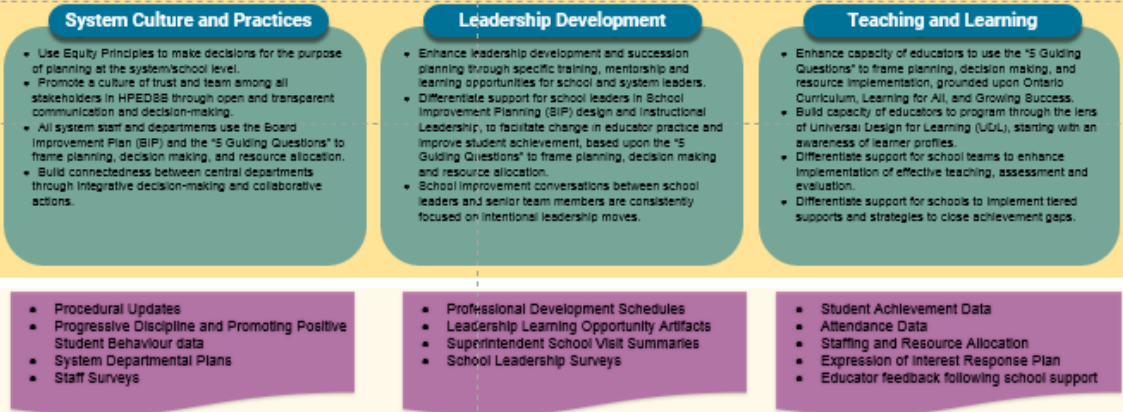 System Culture and Practices
• Use Equity Principles to make decisions for the purpose
of planning at the system/school level.
• Promote a culture of trust and team among all
stakeholders in HPEDSB through open and transparent
communication and decision-making.
• All system staff and departments use the Board
Improvement Plan (BIP) and the "5 Guiding Questions" to
frame planning, decision making, and resource allocation.
• Build connectedness between central departments
through integrative decision-making and collaborative
actions.
Leadership Development
• Enhance leadership development and succession
planning through specific training, mentorship and
learning opportunities for school and system leaders.
• Differentiate support for school leaders in School
Improvement Planning (SIP) design and Instructional
Leadership, to facilitate change in educator practice and
improve student achievement, based upon the "5
Guiding Questions" to frame planning, decision making
and resource allocation.
• School improvement conversations between school
leaders and senior team members are consistently
focused on intentional leadership moves.
Teaching and Learning
• Enhance capacity of educators to use the "5 Guiding
Questions" to frame planning, decision making, and
resource implementation, grounded upon Ontario
Curriculum, Learning for All, and Growing Success.
• Build capacity of educators to program through the lens
of Universal Design for Learning (UDL), starting with an
awareness of learner profiles.
• Differentiate support for school teams to enhance
implementation of effective teaching, assessment and
evaluation.
• Differentiate support for schools to implement tiered
supports and strategies to close achievement gaps.
• Procedural Updates
• Progressive Discipline and Promoting Positive
Student Behaviour data
• System Departmental Plans
• Staff Surveys
• Professional Development Schedules
• Leadership Learning Opportunity Artifacts
• Superintendent School Visit Summaries
• School Leadership Surveys
• Student Achievement Data
• Attendance Data
• Staffing and Resource Allocation
• Expression of Interest Response Plan
• Educator feedback following school support